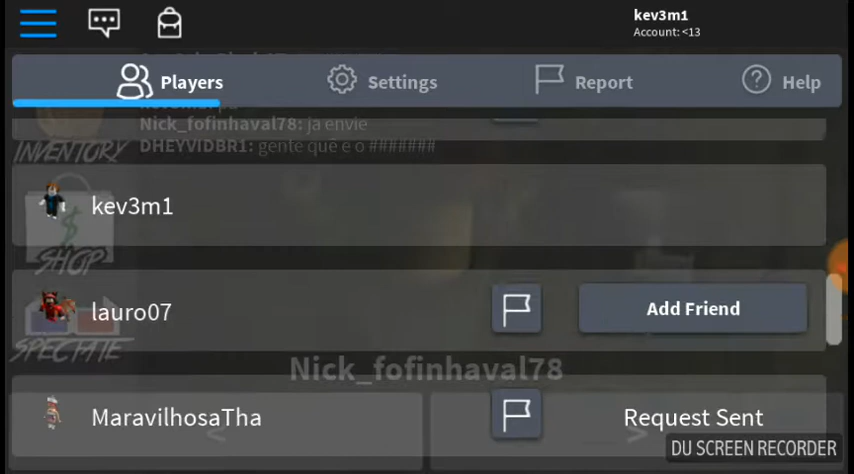 kev3m1
Account: <13
Players
Settings
Report
Help
Nick_fofinhaval78: ja envie
DHEYVIDBR1: gente quê e o #######
INVENTORY
kev3m1
SHOP
lauro07
Add Friend
SPECTATE
Nick_fofinhaval78
MaravilhosaTha
Request Sent
< >
DU SCREEN RECORDER